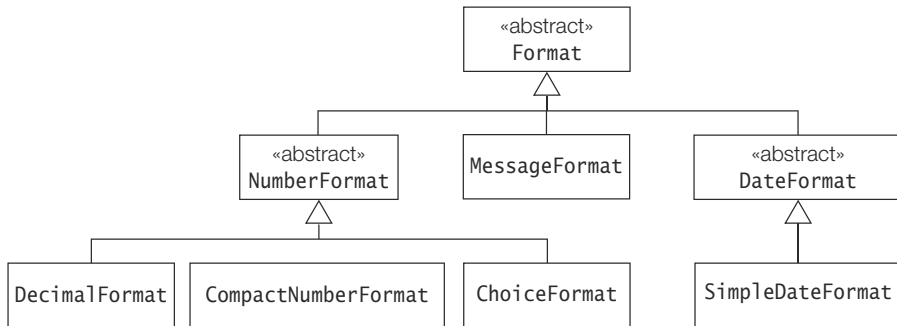 «abstract»
Format
«abstract»
NumberFormat
MessageFormat
«abstract»
DateFormat
DecimalFormat
CompactNumberFormat
ChoiceFormat
SimpleDateFormat